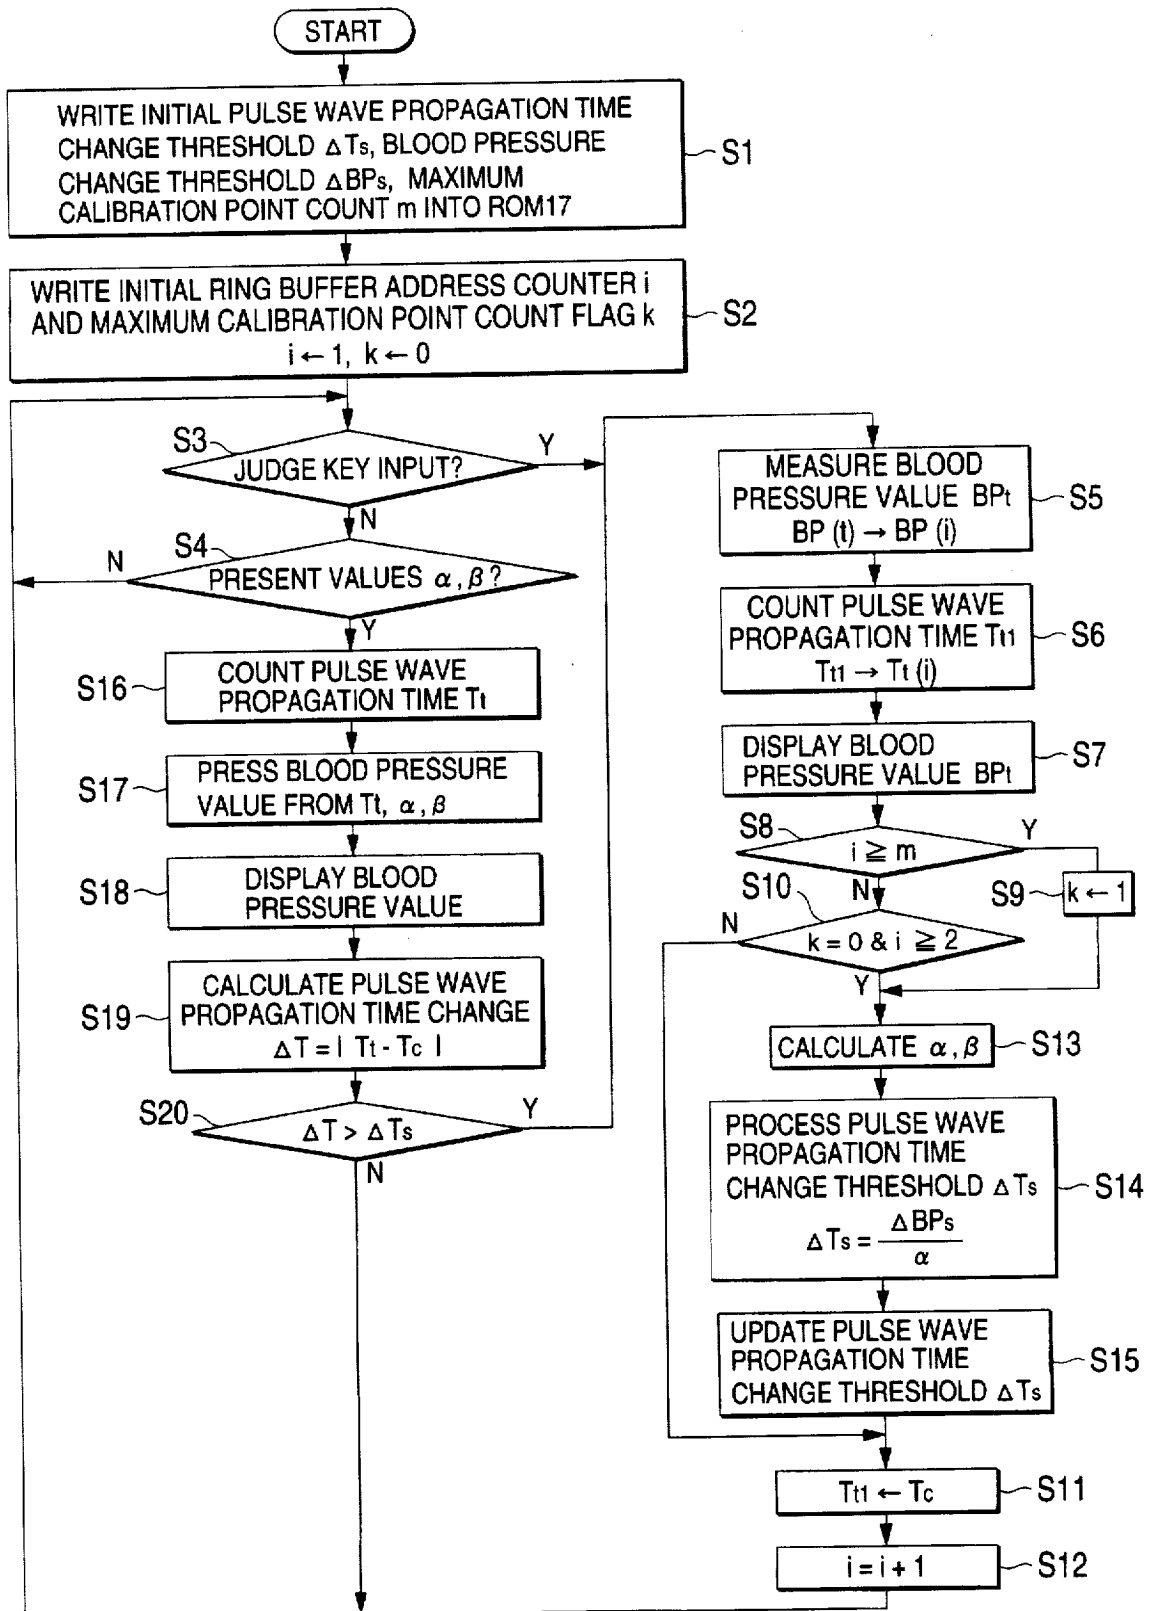 START
WRITE INITIAL PULSE WAVE PROPAGATION TIME
CHANGE THRESHOLD ΔTs, BLOOD PRESSURE
CHANGE THRESHOLD ΔBPs, MAXIMUM
CALIBRATION POINT COUNT m INTO ROM17
S1
WRITE INITIAL RING BUFFER ADDRESS COUNTER i
AND MAXIMUM CALIBRATION POINT COUNT FLAG k
i ← 1, k ← 0
S2
S3
JUDGE KEY INPUT?
Y
N
S4
PRESENT VALUES α, β?
N
Y
S16
COUNT PULSE WAVE
PROPAGATION TIME Tt
S17
PRESS BLOOD PRESSURE
VALUE FROM Tt, α, β
S18
DISPLAY BLOOD
PRESSURE VALUE
S19
CALCULATE PULSE WAVE
PROPAGATION TIME CHANGE
ΔT = | Tt - Tc |
S20
ΔT > ΔTs
Y
N
MEASURE BLOOD
PRESSURE VALUE BPt
BP (t) → BP (i)
S5
COUNT PULSE WAVE
PROPAGATION TIME Tt1
Tt1 → Tt (i)
S6
DISPLAY BLOOD
PRESSURE VALUE BPt
S7
S8
i ≧ m
Y
N
S9
k ← 1
S10
k = 0 & i ≧ 2
N
Y
CALCULATE α, β
S13
PROCESS PULSE WAVE
PROPAGATION TIME
CHANGE THRESHOLD ΔTs
ΔTs = ΔBPs / α
S14
UPDATE PULSE WAVE
PROPAGATION TIME
CHANGE THRESHOLD ΔTs
S15
Tt1 ← Tc
S11
i = i + 1
S12